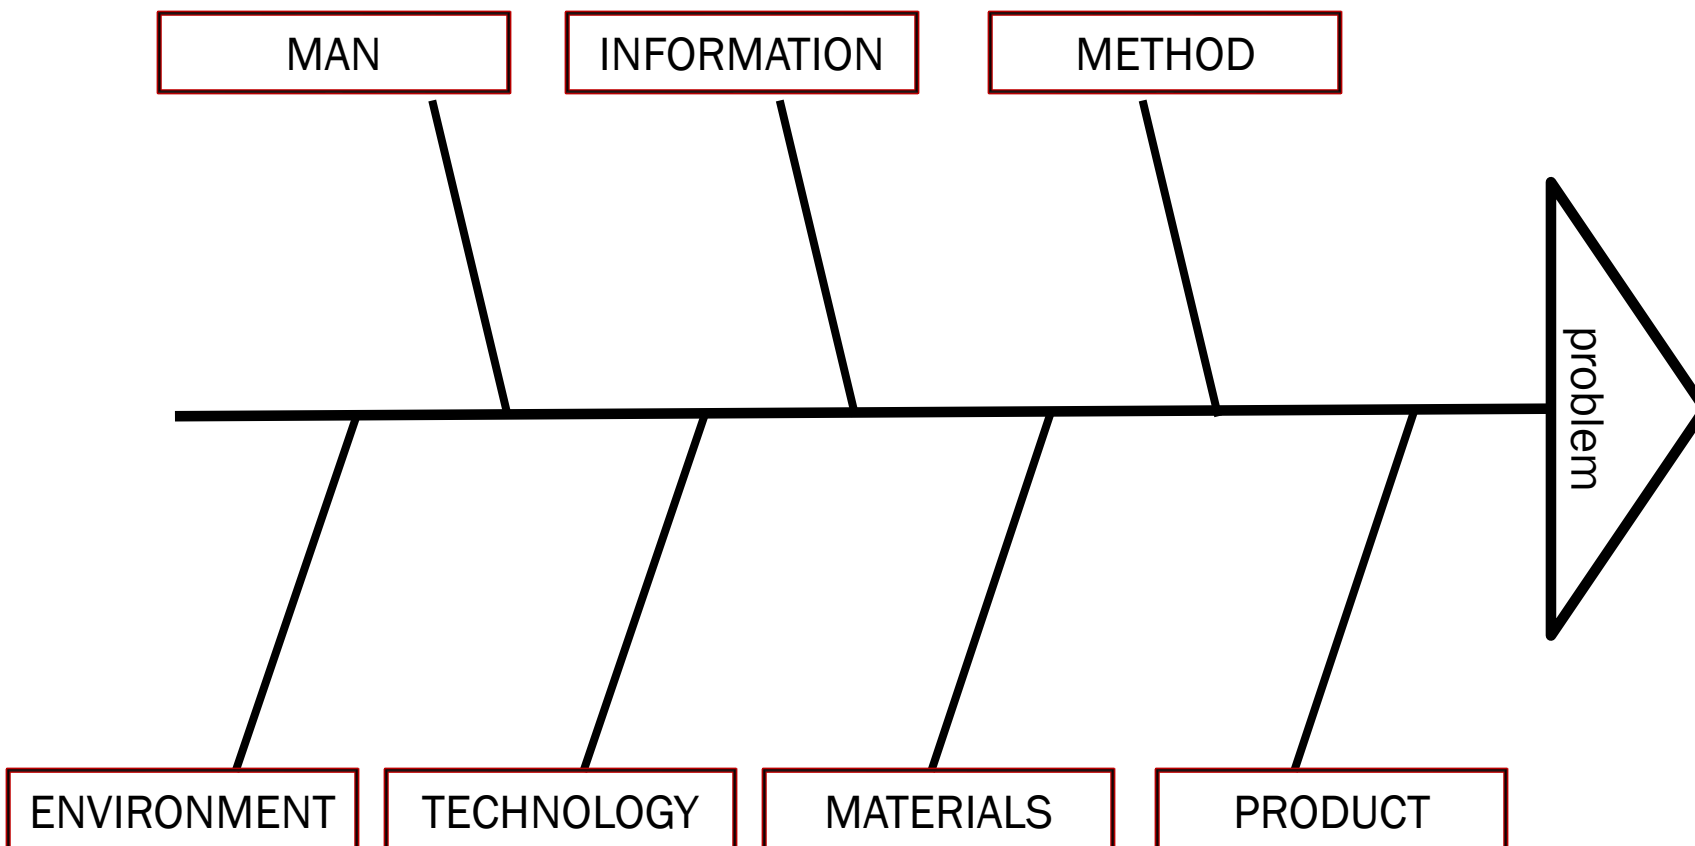 MAN
INFORMATION
METHOD
problem
ENVIRONMENT
TECHNOLOGY
MATERIALS
PRODUCT